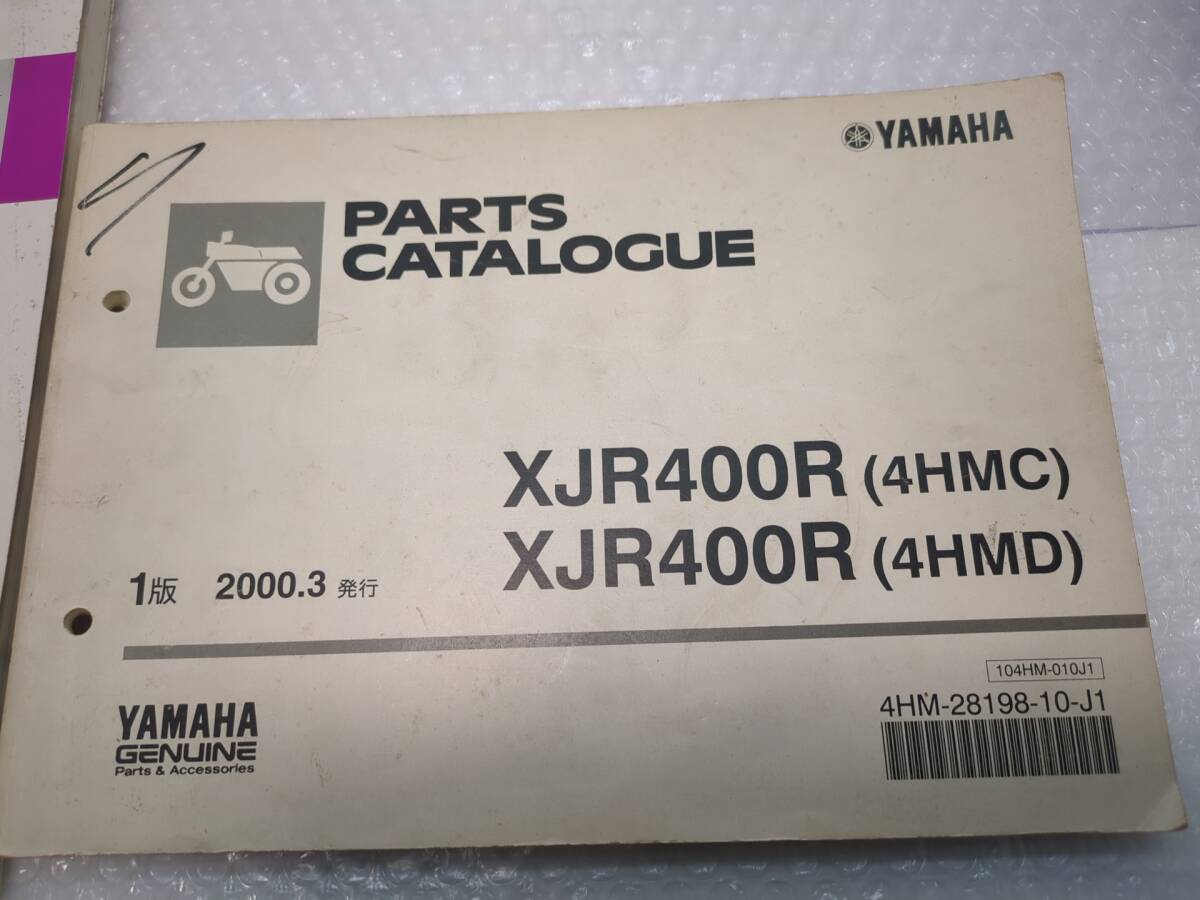 YAMAHA
PARTS
CATALOGUE
XJR400R (4HMC)
XJR400R (4HMD)
1版 2000.3 発行
104HM-010J1
4HM-28198-10-J1
YAMAHA
GENUINE
Parts & Accessories